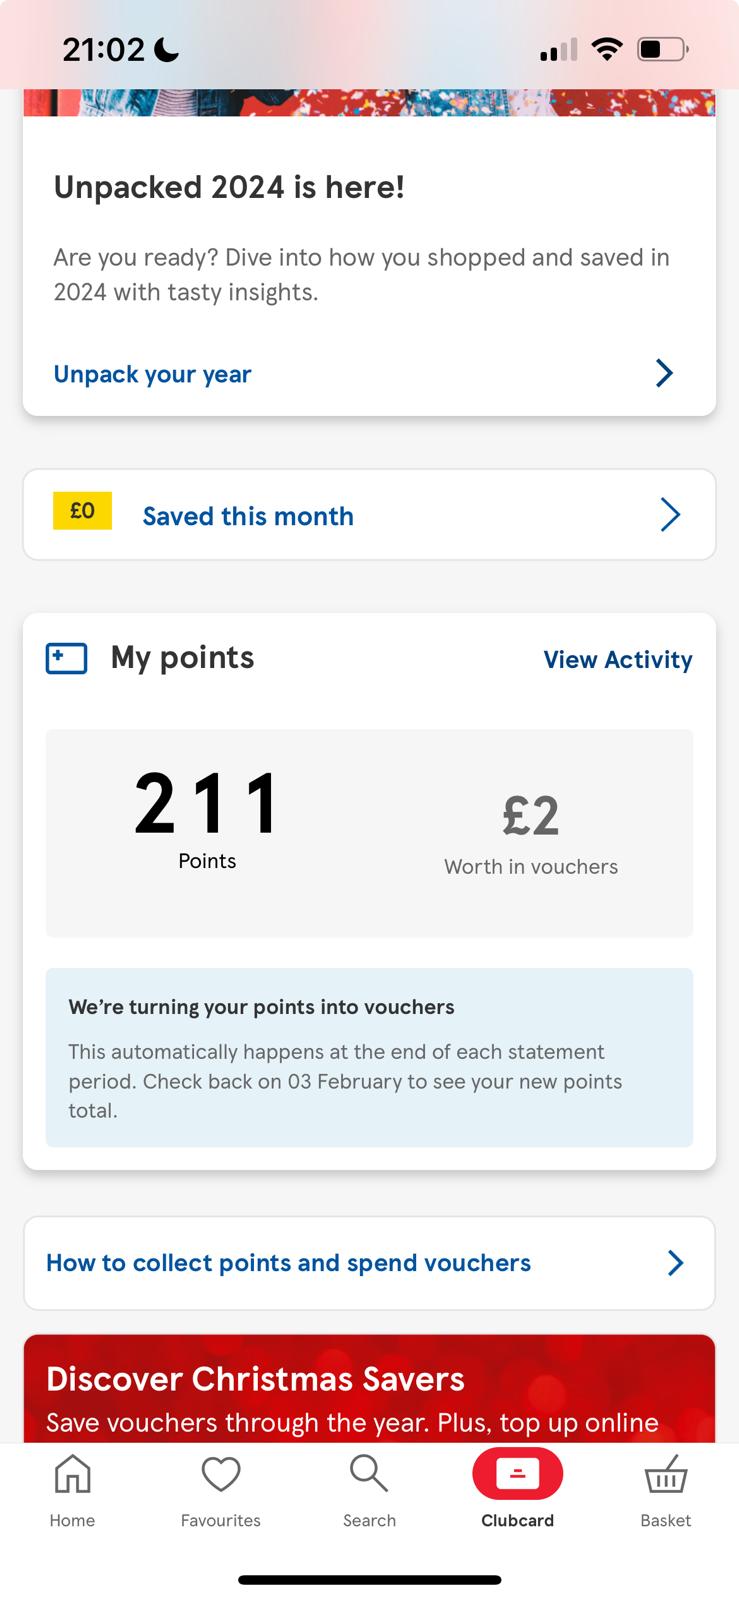 21:02
Unpacked 2024 is here!
Are you ready? Dive into how you shopped and saved in
2024 with tasty insights.
Unpack your year
£0
Saved this month
My points
View Activity
211
Points
£2
Worth in vouchers
We’re turning your points into vouchers
This automatically happens at the end of each statement
period. Check back on 03 February to see your new points
total.
How to collect points and spend vouchers
Discover Christmas Savers
Save vouchers through the year. Plus, top up online
Home
Favourites
Search
Clubcard
Basket